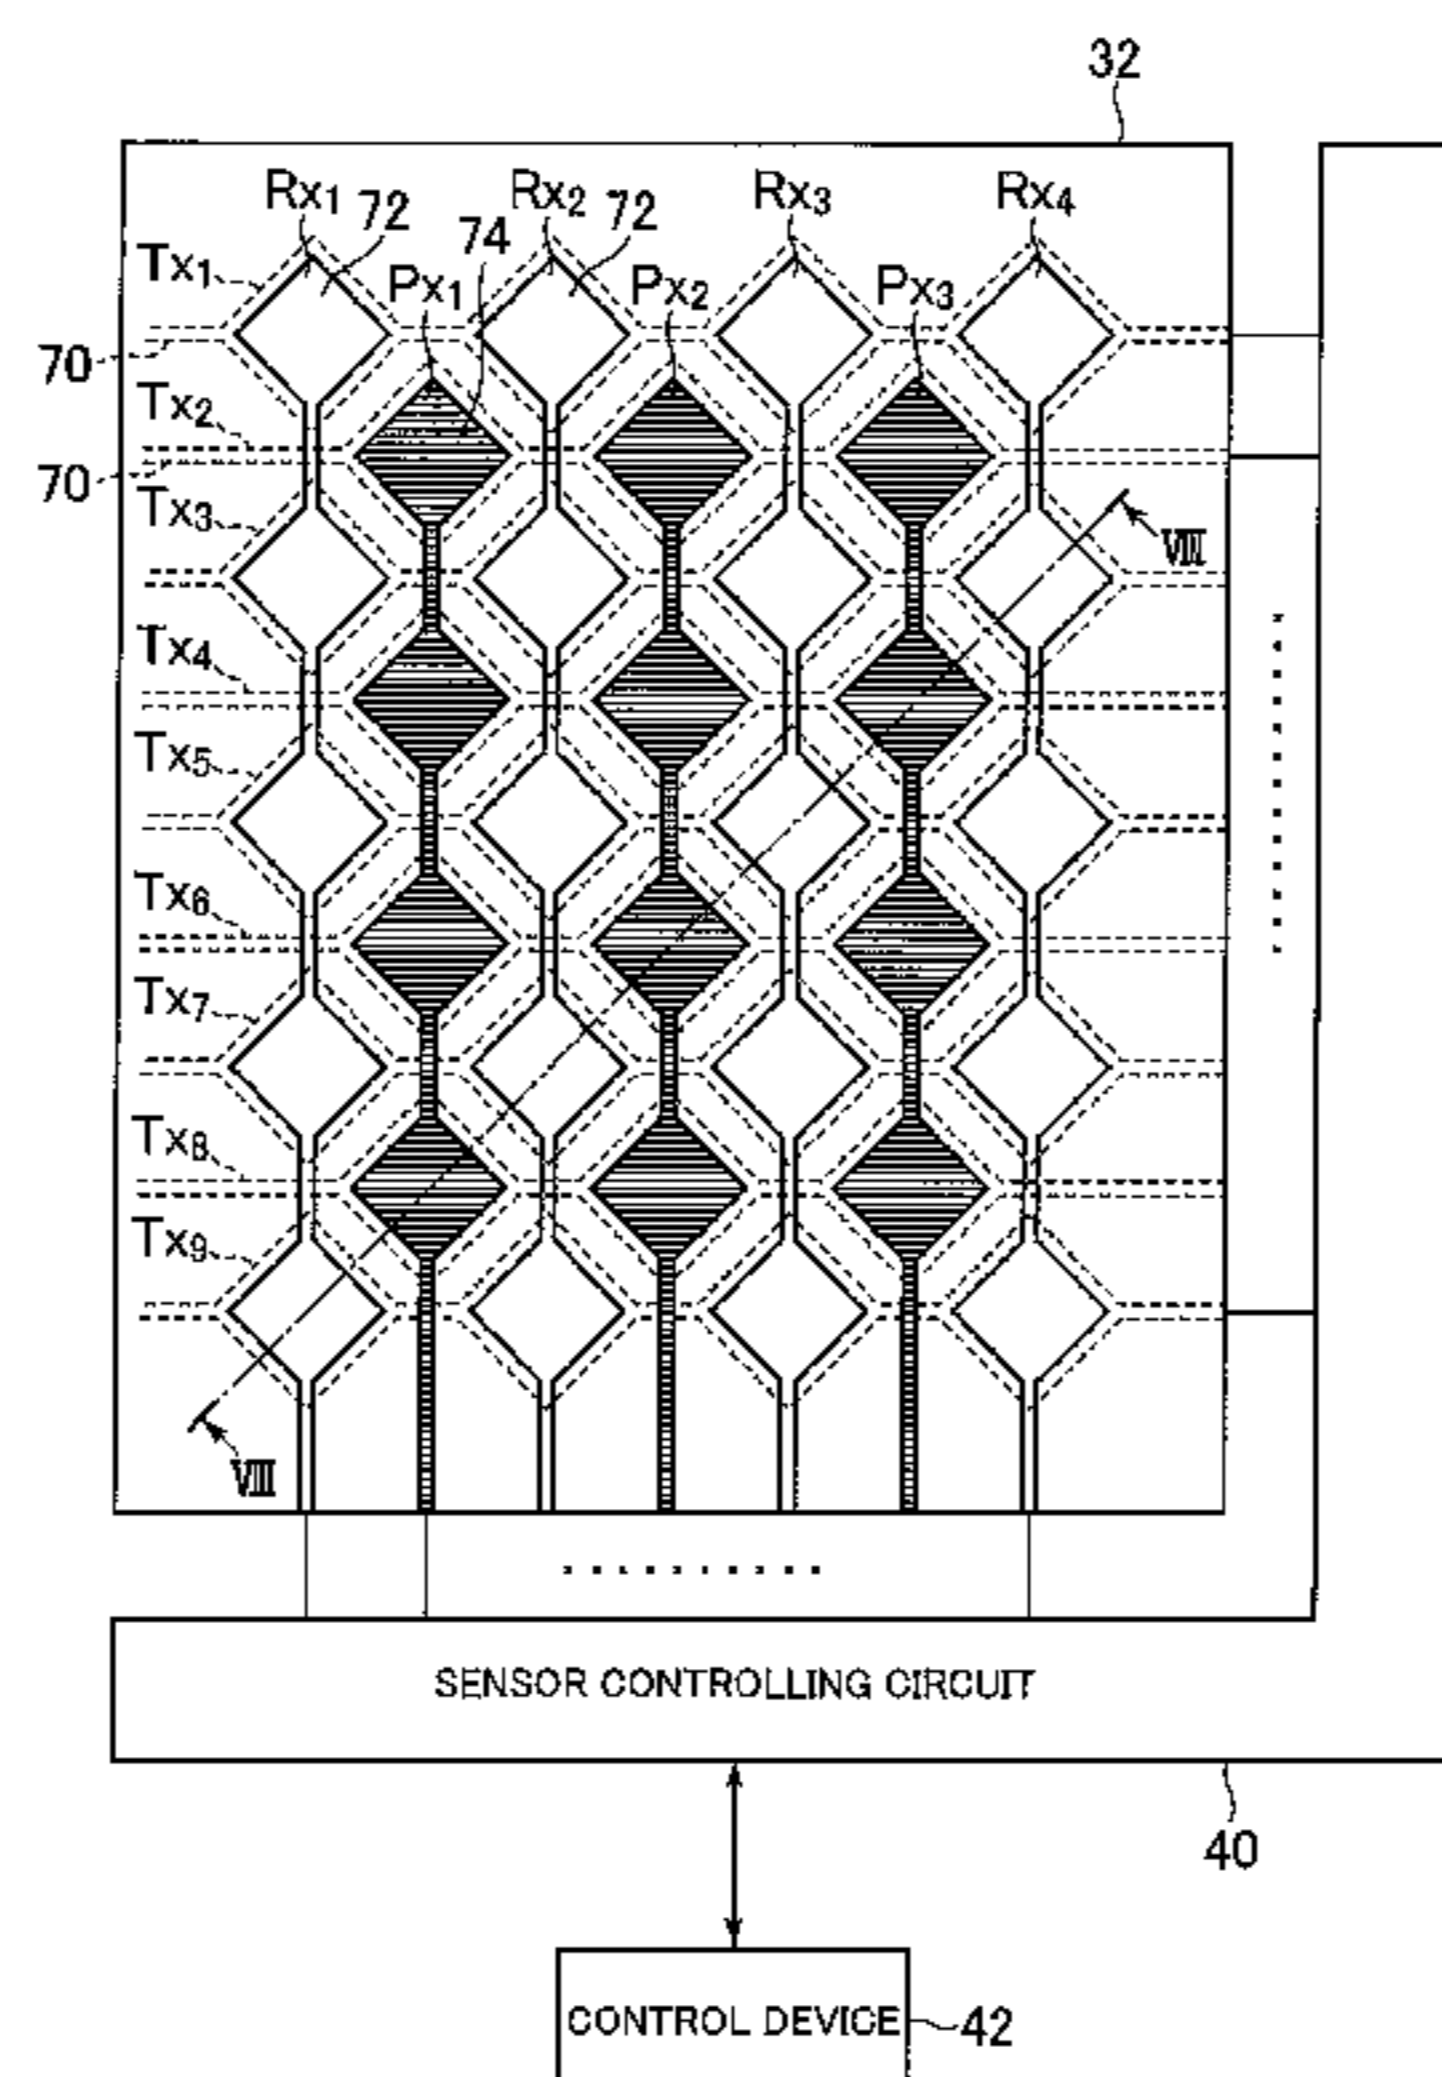 32
Rx1 72 Rx2 72 Rx3 Rx4
Tx1 74
Px1 Px2 Px3
70
Tx2
70
Tx3
VIII
Tx4
Tx5
Tx6
Tx7
Tx8
Tx9
VIII
SENSOR CONTROLLING CIRCUIT
40
CONTROL DEVICE 42